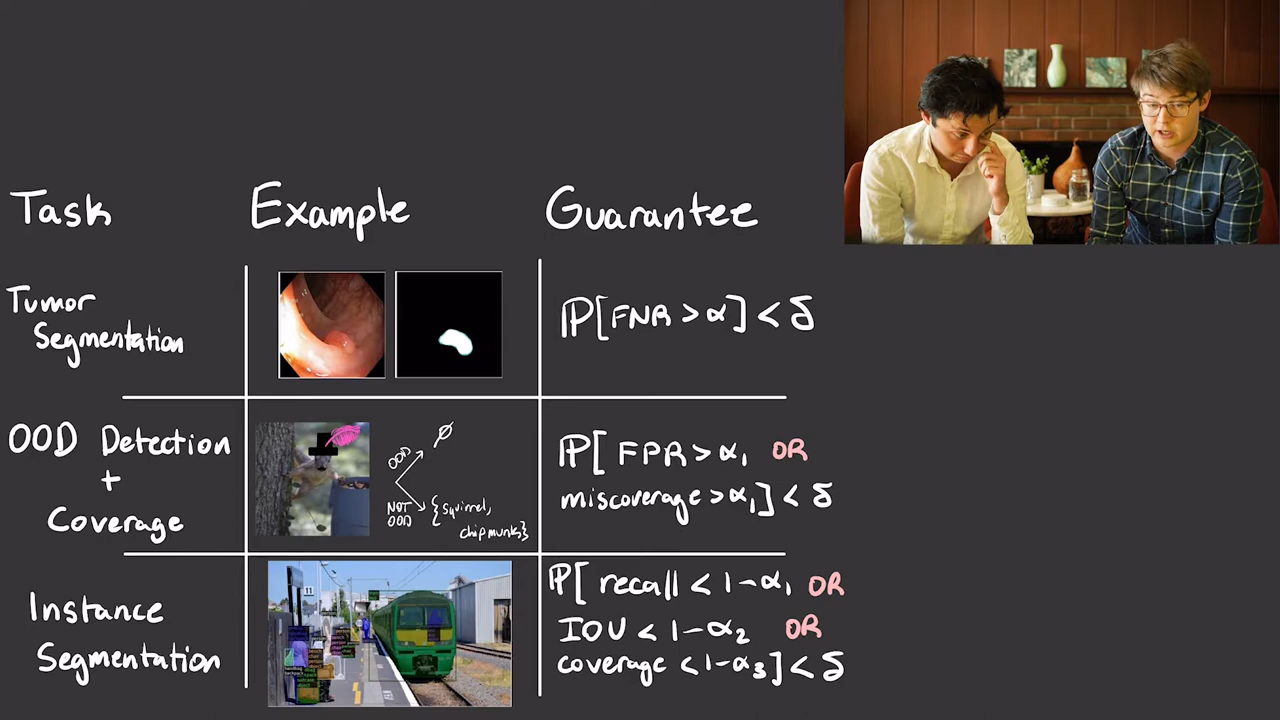 Task Example Guarantee
Tumor
Segmentation
ℙ[FNR > α] < δ
OOD Detection
+
Coverage
OOD
∅
NOT
OOD
{squirrel,
chipmunk}
ℙ[ FPR > α₁ OR
miscoverage > α₁] < δ
Instance
Segmentation
11
ℙ[ recall < 1-α₁ OR
IOU < 1-α₂ OR
coverage < 1-α₃] < δ